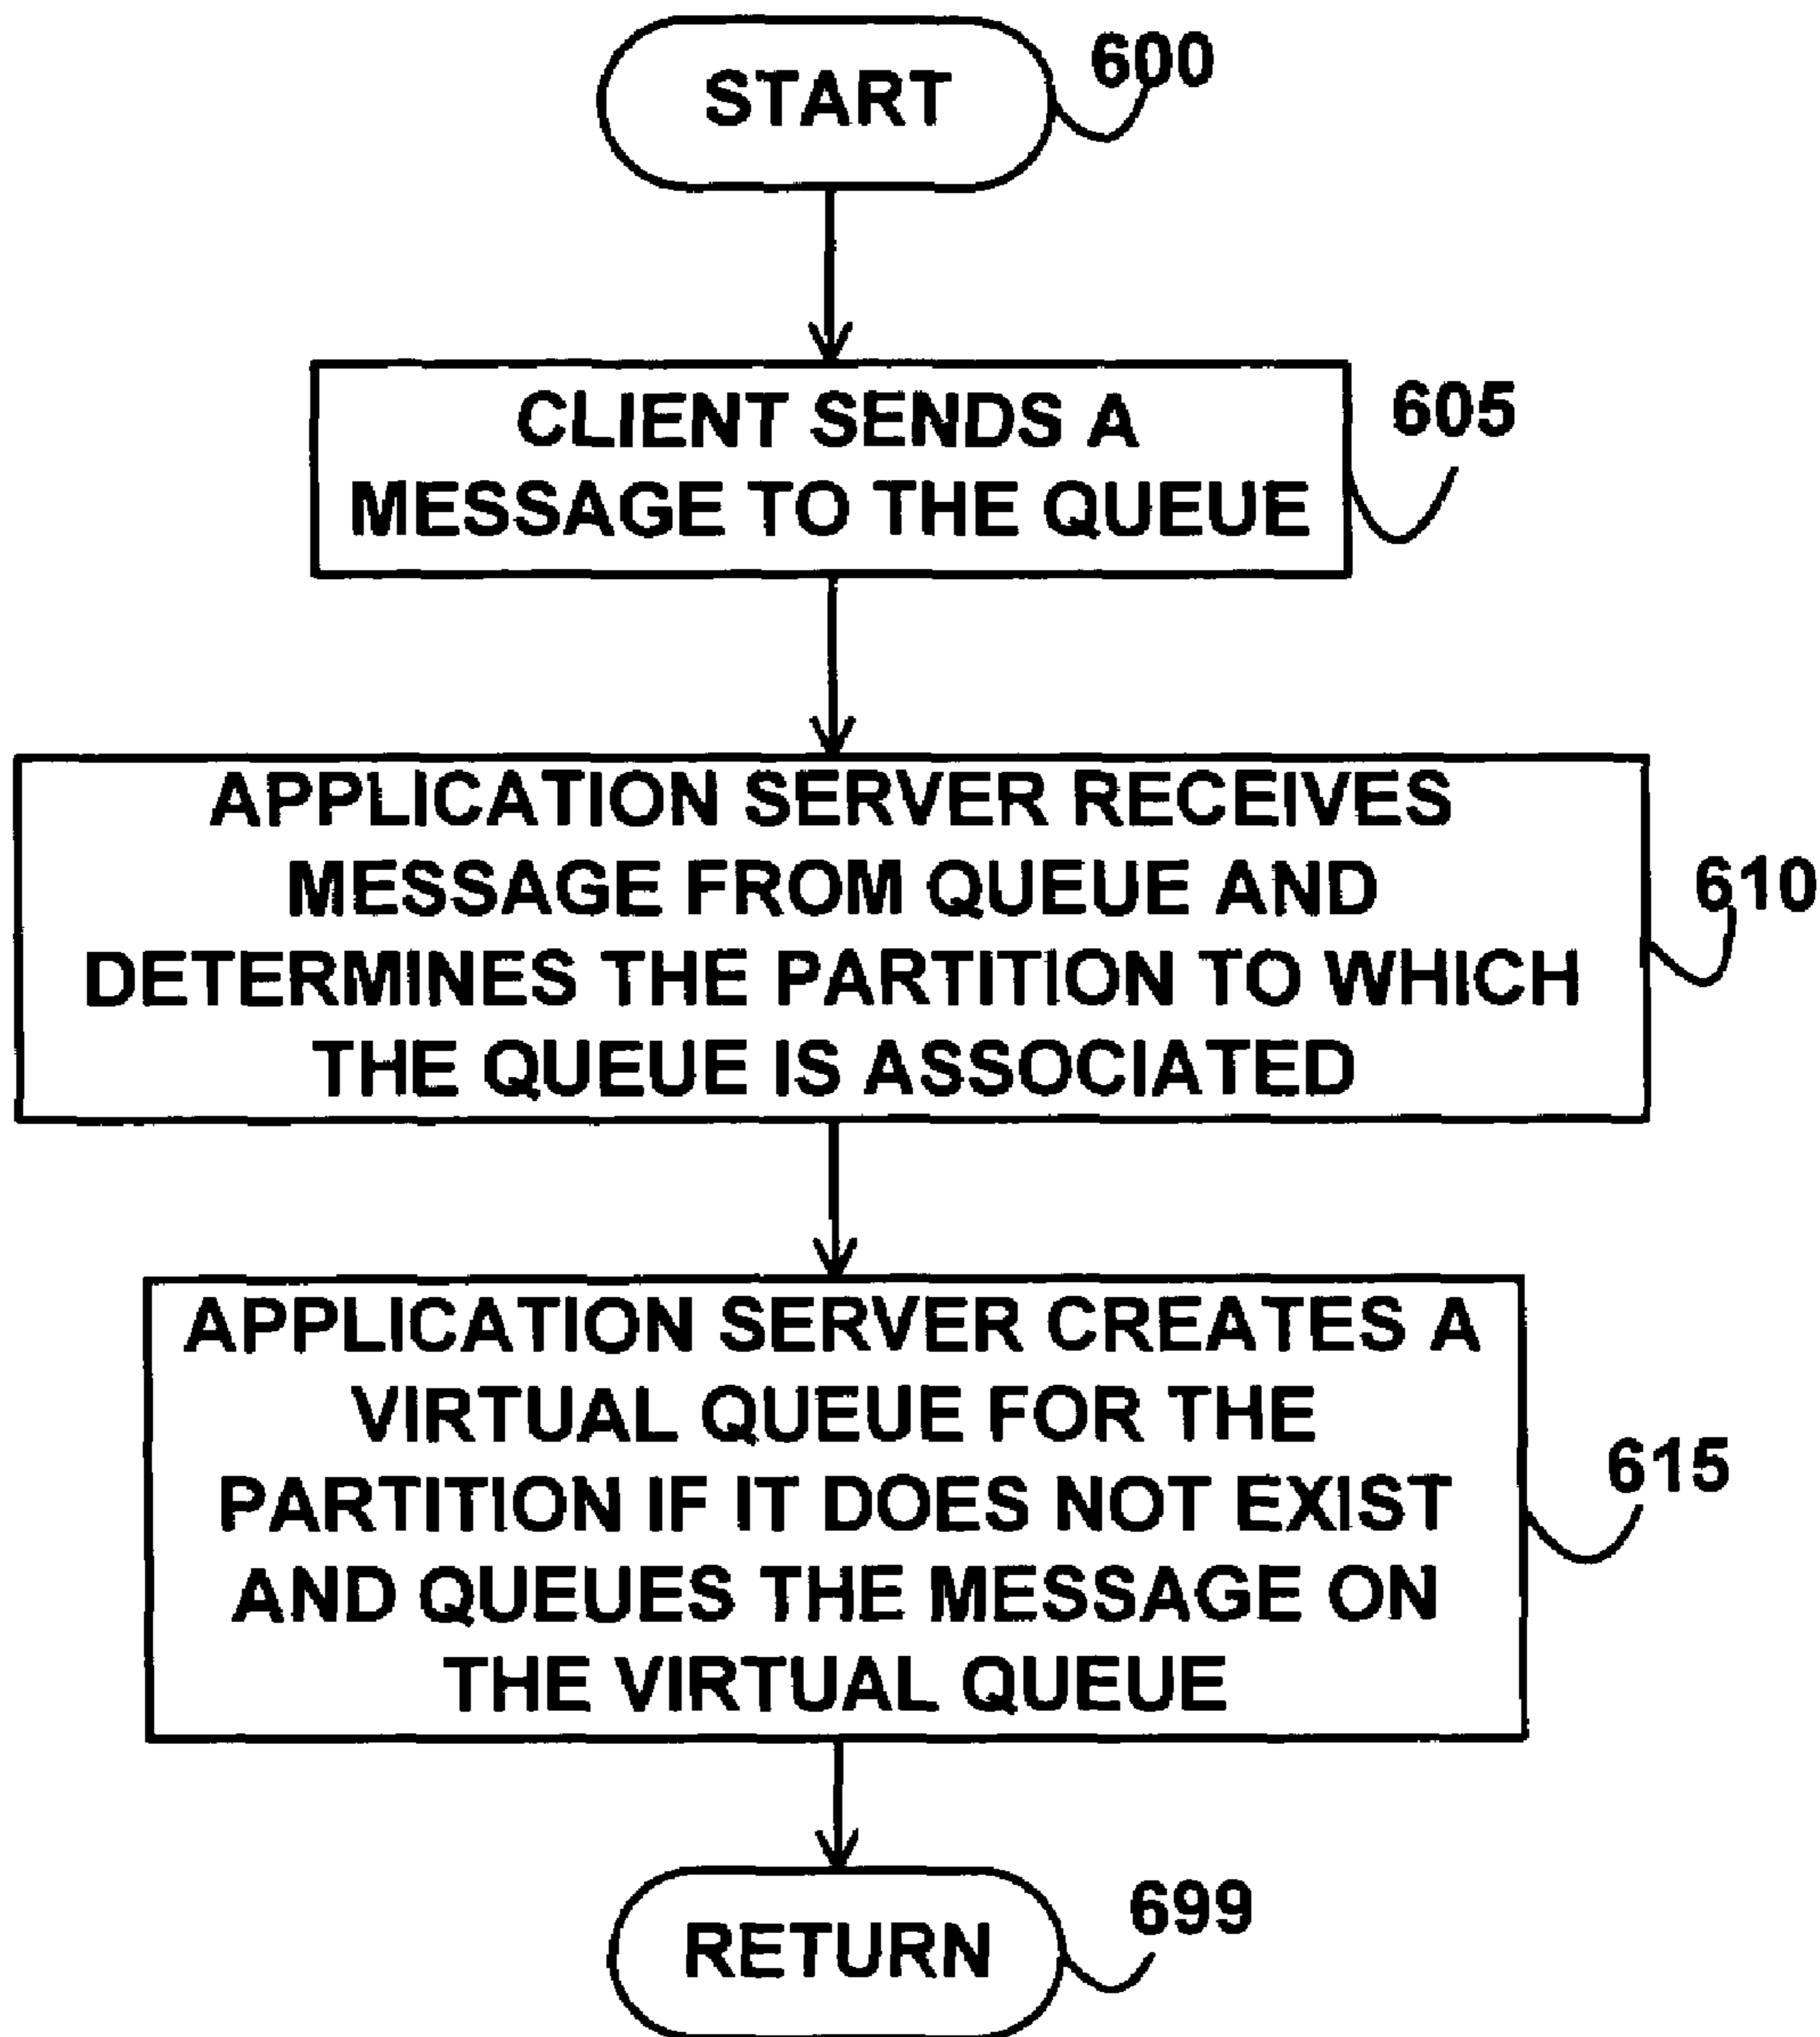 START
600
CLIENT SENDS A
MESSAGE TO THE QUEUE
605
APPLICATION SERVER RECEIVES
MESSAGE FROM QUEUE AND
DETERMINES THE PARTITION TO WHICH
THE QUEUE IS ASSOCIATED
610
APPLICATION SERVER CREATES A
VIRTUAL QUEUE FOR THE
PARTITION IF IT DOES NOT EXIST
AND QUEUES THE MESSAGE ON
THE VIRTUAL QUEUE
615
RETURN
699